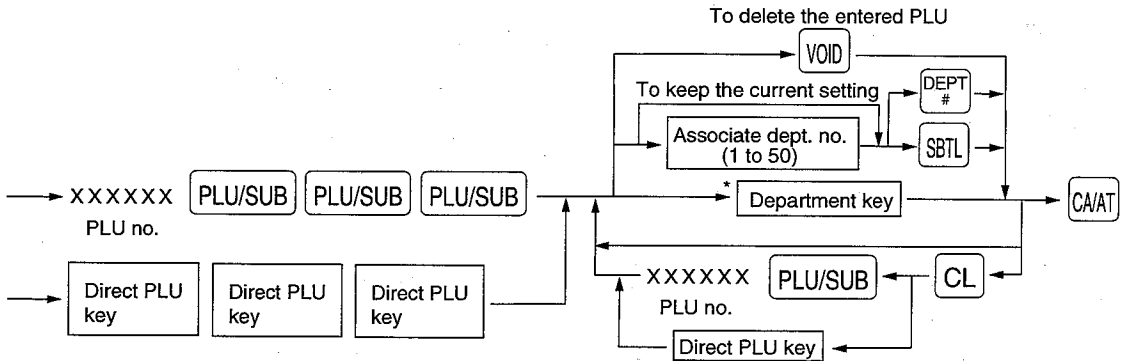 To delete the entered PLU
VOID
To keep the current setting
DEPT
#
Associate dept. no.
(1 to 50)
SBTL
XXXXXX PLU/SUB PLU/SUB PLU/SUB
PLU no.
* Department key
CA/AT
XXXXXX PLU/SUB CL
PLU no.
Direct PLU
key
Direct PLU
key
Direct PLU
key
Direct PLU key